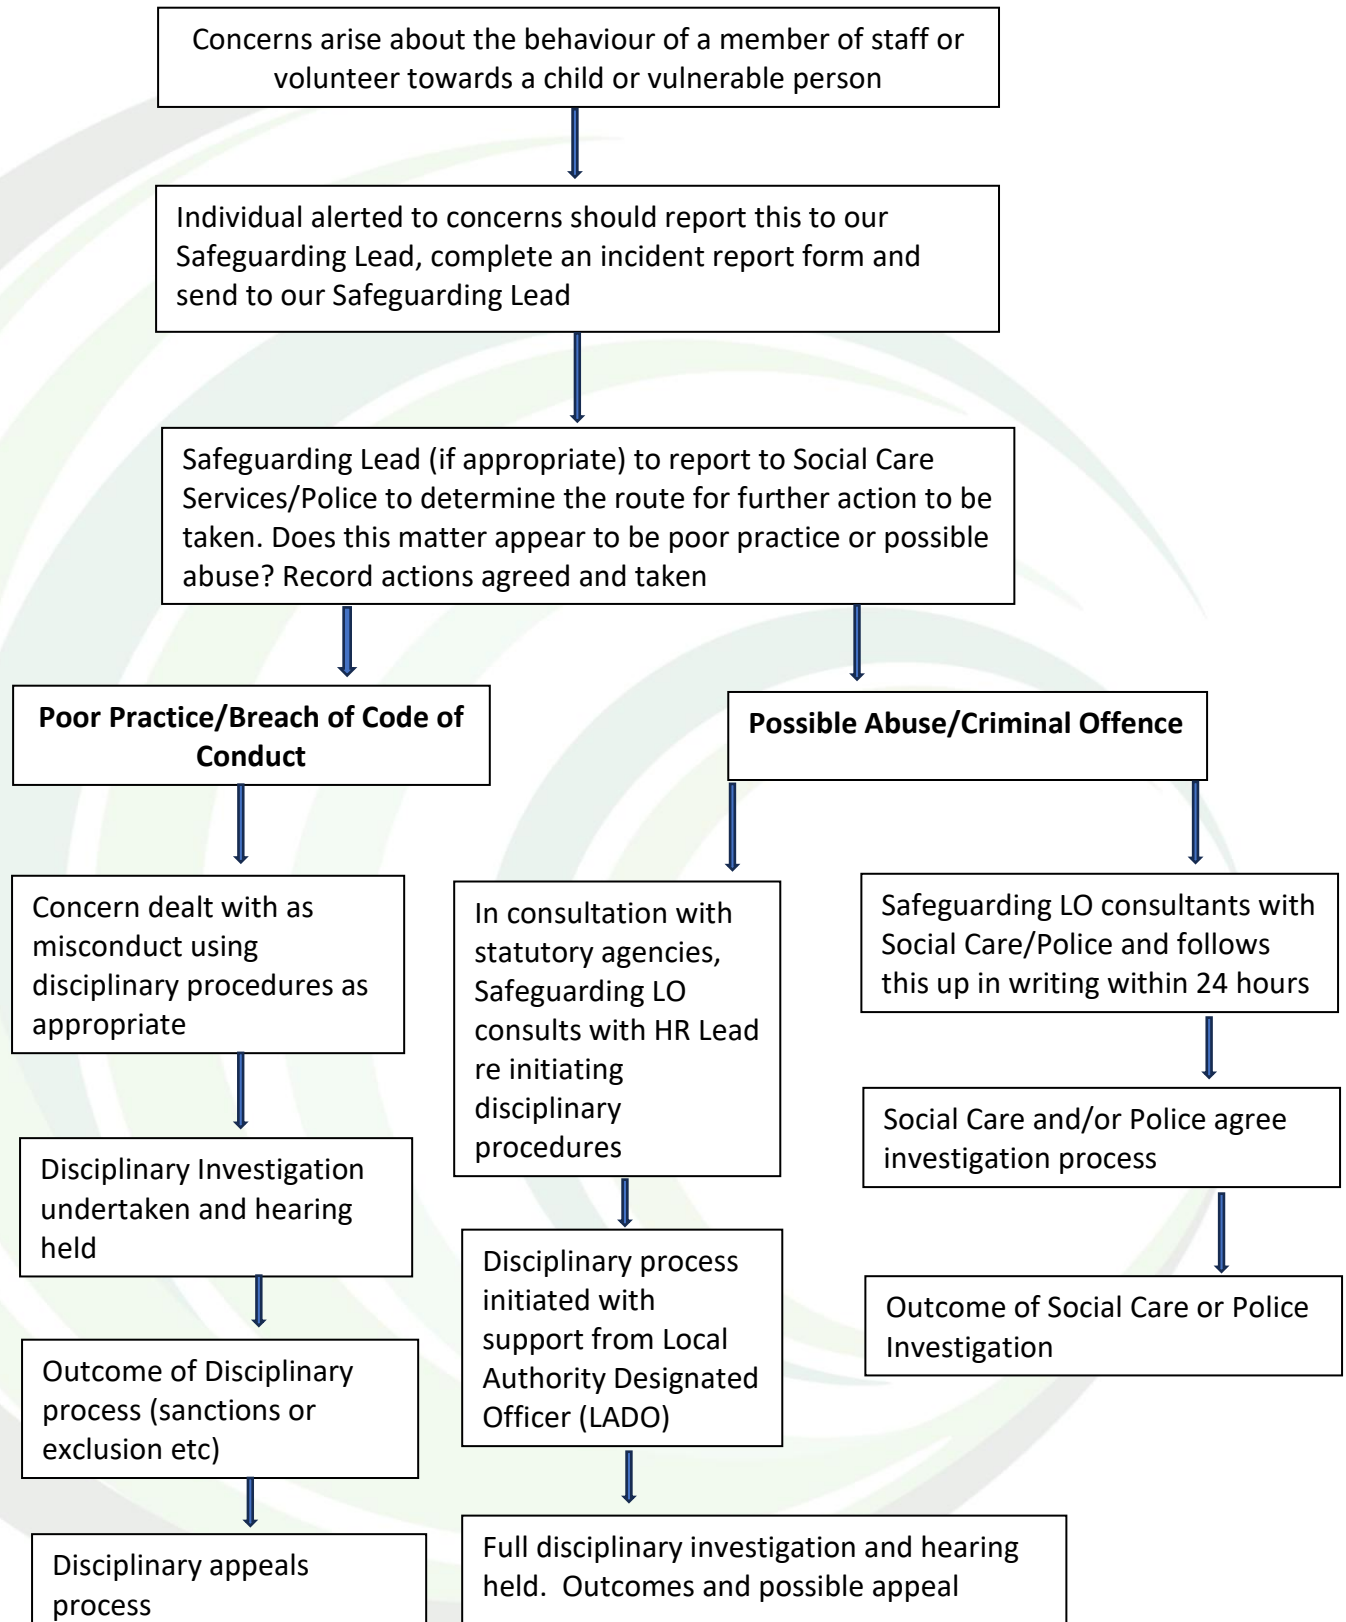 Concerns arise about the behaviour of a member of staff or
volunteer towards a child or vulnerable person
Individual alerted to concerns should report this to our
Safeguarding Lead, complete an incident report form and
send to our Safeguarding Lead
Safeguarding Lead (if appropriate) to report to Social Care
Services/Police to determine the route for further action to be
taken. Does this matter appear to be poor practice or possible
abuse? Record actions agreed and taken
Poor Practice/Breach of Code of
Conduct
Concern dealt with as
misconduct using
disciplinary procedures as
appropriate
Disciplinary Investigation
undertaken and hearing
held
Outcome of Disciplinary
process (sanctions or
exclusion etc)
Disciplinary appeals
process
Possible Abuse/Criminal Offence
In consultation with
statutory agencies,
Safeguarding LO
consults with HR Lead
re initiating
disciplinary
procedures
Disciplinary process
initiated with
support from Local
Authority Designated
Officer (LADO)
Full disciplinary investigation and hearing
held.  Outcomes and possible appeal
Safeguarding LO consultants with
Social Care/Police and follows
this up in writing within 24 hours
Social Care and/or Police agree
investigation process
Outcome of Social Care or Police
Investigation